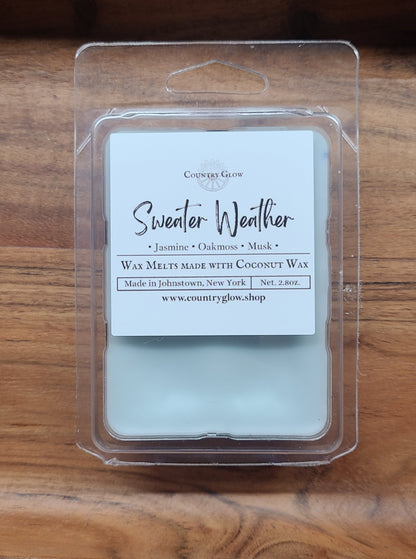 Country Glow
Sweater Weather
• Jasmine • Oakmoss • Musk •
Wax Melts made with Coconut Wax
Made in Johnstown, New York Net. 2.8oz.
www.countryglow.shop